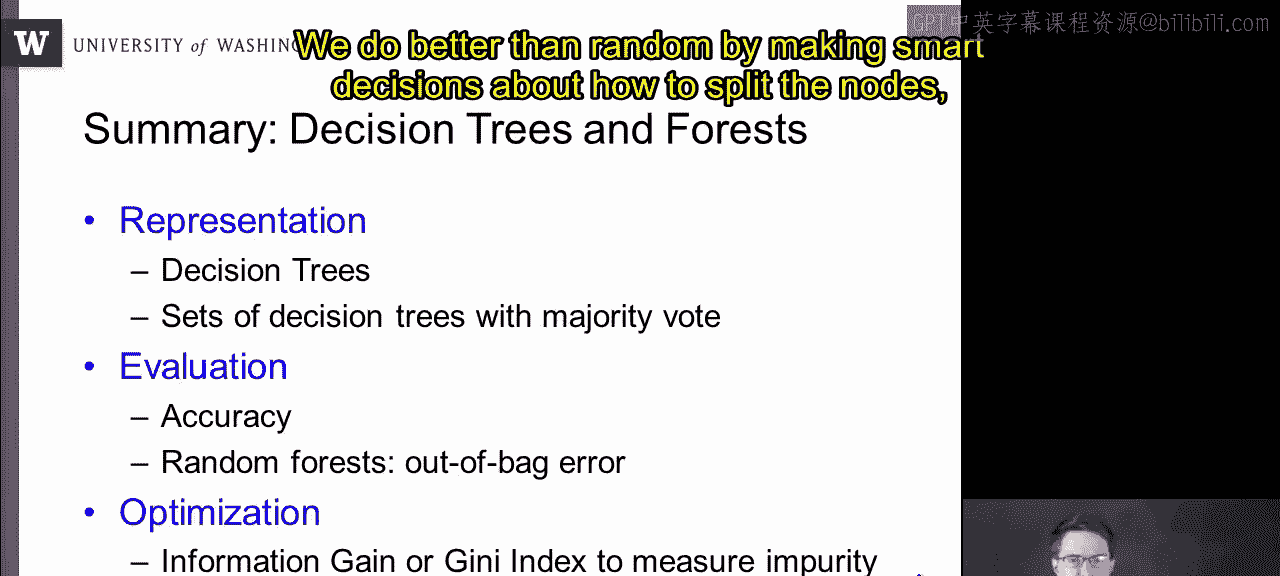 W UNIVERSITY of WASHING
GPT中英字幕课程资源@bilibili.com
We do better than random by making smart
decisions about how to split the nodes,
Summary: Decision Trees and Forests
• Representation
– Decision Trees
– Sets of decision trees with majority vote
• Evaluation
– Accuracy
– Random forests: out-of-bag error
• Optimization
– Information Gain or Gini Index to measure impurity